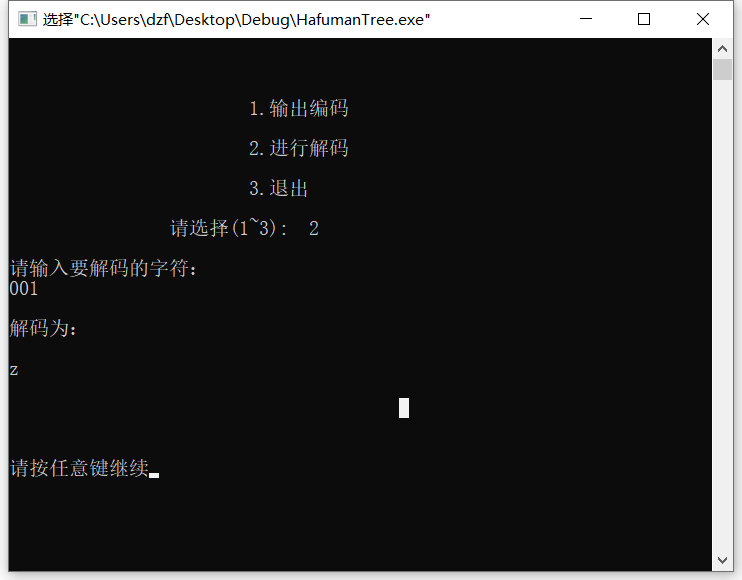 选择"C:\Users\dzf\Desktop\Debug\HafumanTree.exe"
1.输出编码
2.进行解码
3.退出
请选择(1~3): 2
请输入要解码的字符:
001
解码为:
z
请按任意键继续